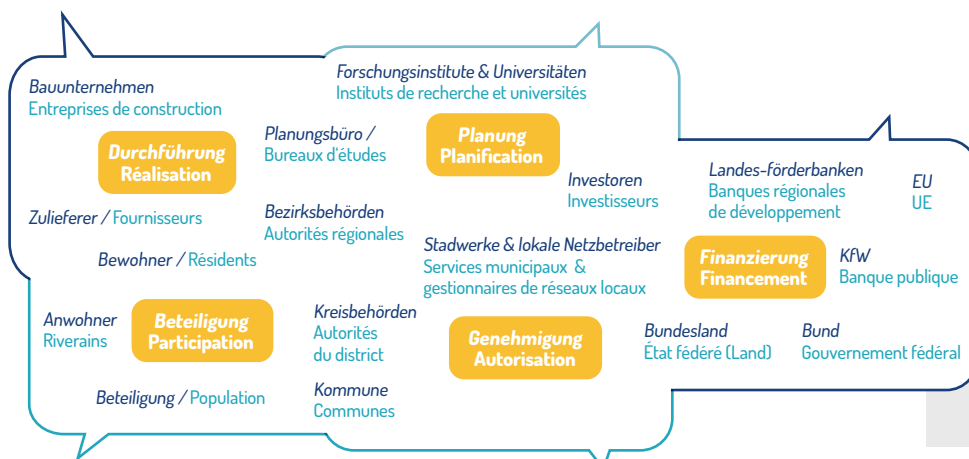 Bauunternehmen
Entreprises de construction
Durchführung
Réalisation
Zulieferer / Fournisseurs
Bewohner / Résidents
Forschungsinstitute & Universitäten
Instituts de recherche et universités
Planungsbüro /
Bureaux d'études
Planung
Planification
Investoren
Investisseurs
Bezirksbehörden
Autorités régionales
Stadwerke & lokale Netzbetreiber
Services municipaux &
gestionnaires de réseaux locaux
Landes-förderbanken
Banques régionales
de développement
EU
UE
Finanzierung
Financement
KfW
Banque publique
Bundesland
État fédéré (Land)
Bund
Gouvernement fédéral
Anwohner
Riverains
Beteiligung
Participation
Kreisbehörden
Autorités
du district
Genehmigung
Autorisation
Beteiligung / Population
Kommune
Communes